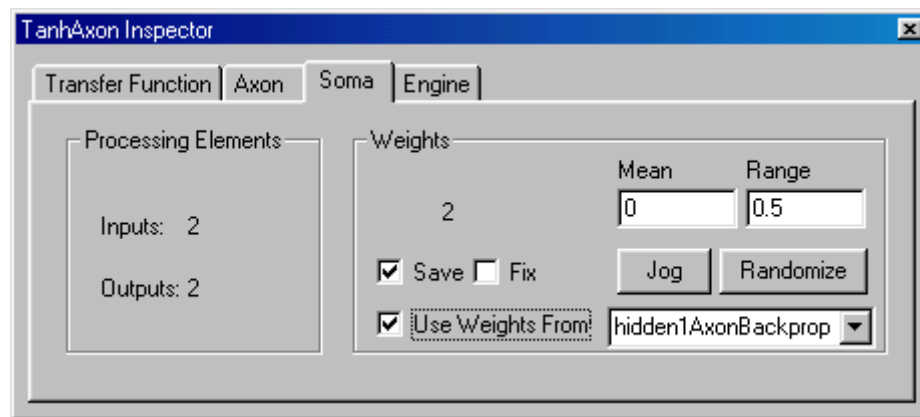 TanhAxon Inspector
Transfer Function Axon Soma Engine
Processing Elements
Inputs: 2
Outputs: 2
Weights
2
Mean Range
0 0.5
Save Fix
Jog Randomize
Use Weights From hidden1AxonBackprop